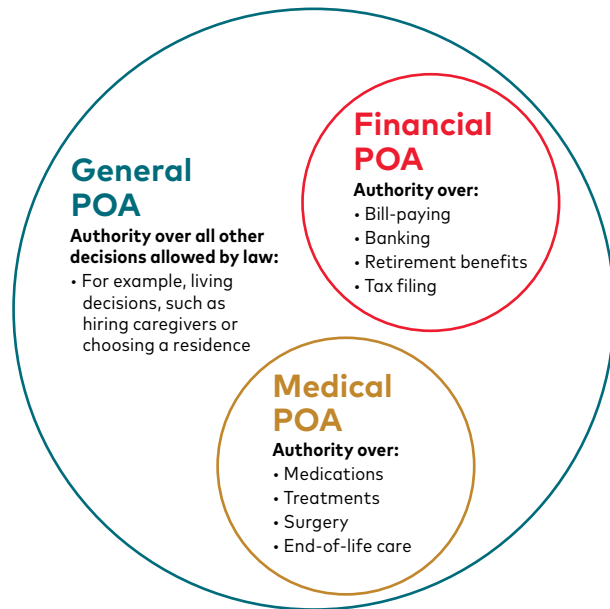 General
POA
Authority over all other
decisions allowed by law:
• For example, living
decisions, such as
hiring caregivers or
choosing a residence
Financial
POA
Authority over:
• Bill-paying
• Banking
• Retirement benefits
• Tax filing
Medical
POA
Authority over:
• Medications
• Treatments
• Surgery
• End-of-life care